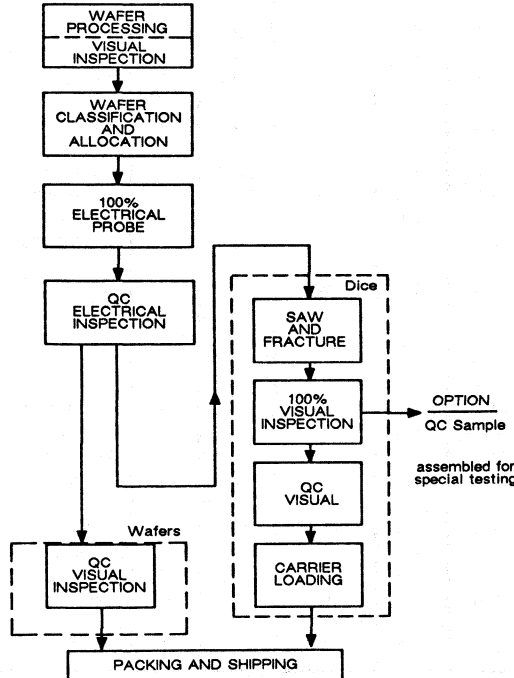 WAFER
PROCESSING
VISUAL
INSPECTION
WAFER
CLASSIFICATION
AND
ALLOCATION
100%
ELECTRICAL
PROBE
QC
ELECTRICAL
INSPECTION
Dice
SAW
AND
FRACTURE
100%
VISUAL
INSPECTION
OPTION
QC Sample
assembled for
special testing
QC
VISUAL
CARRIER
LOADING
Wafers
QC
VISUAL
INSPECTION
PACKING AND SHIPPING